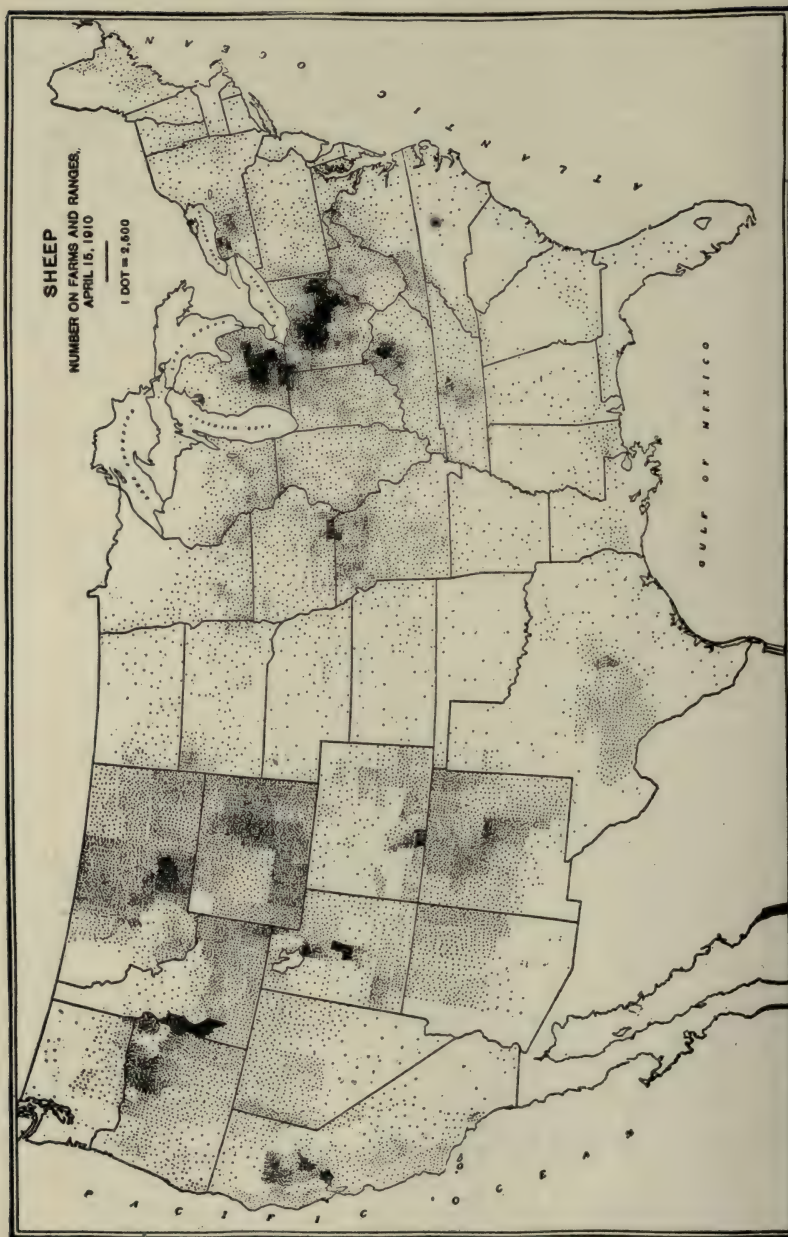 SHEEP
NUMBER ON FARMS AND RANGES,
APRIL 15, 1910
1 DOT = 2,500
ATLANTIC OCEAN
GULF OF MEXICO
PACIFIC OCEAN